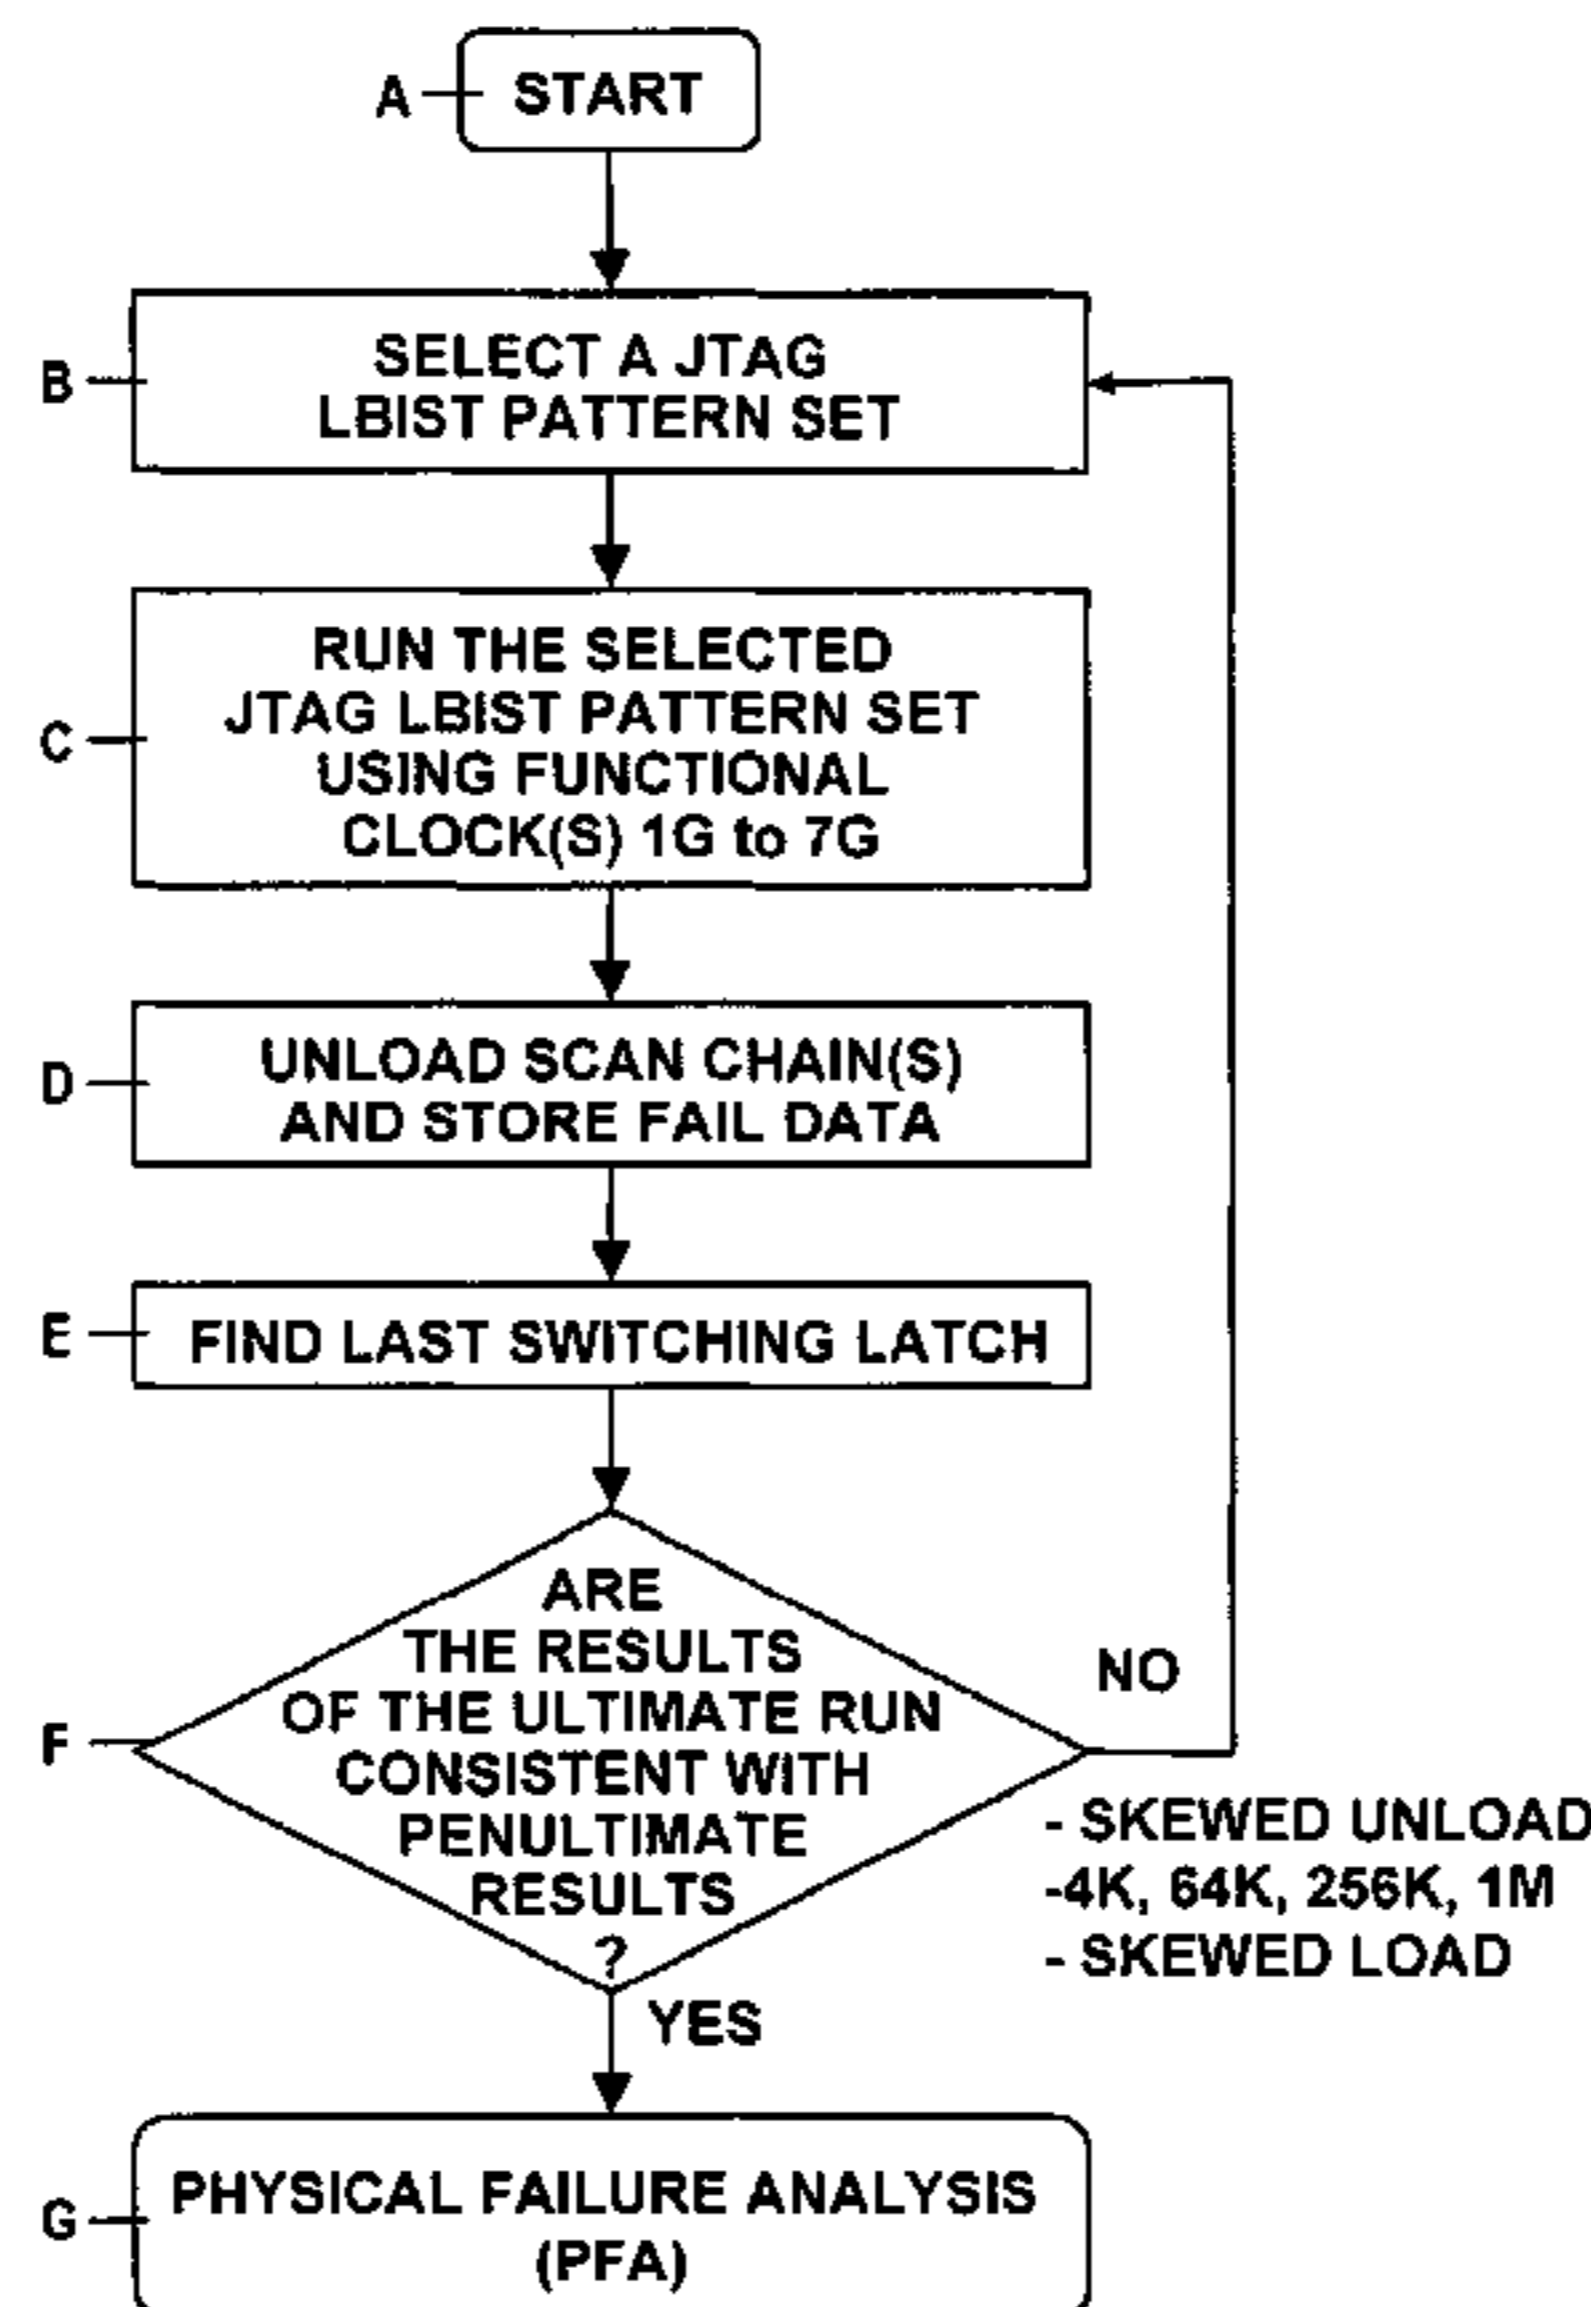 A
START
B
SELECT A JTAG
LBIST PATTERN SET
C
RUN THE SELECTED
JTAG LBIST PATTERN SET
USING FUNCTIONAL
CLOCK(S) 1G to 7G
D
UNLOAD SCAN CHAIN(S)
AND STORE FAIL DATA
E
FIND LAST SWITCHING LATCH
F
ARE
THE RESULTS
OF THE ULTIMATE RUN
CONSISTENT WITH
PENULTIMATE
RESULTS
?
NO
- SKEWED UNLOAD
-4K, 64K, 256K, 1M
- SKEWED LOAD
YES
G
PHYSICAL FAILURE ANALYSIS
(PFA)